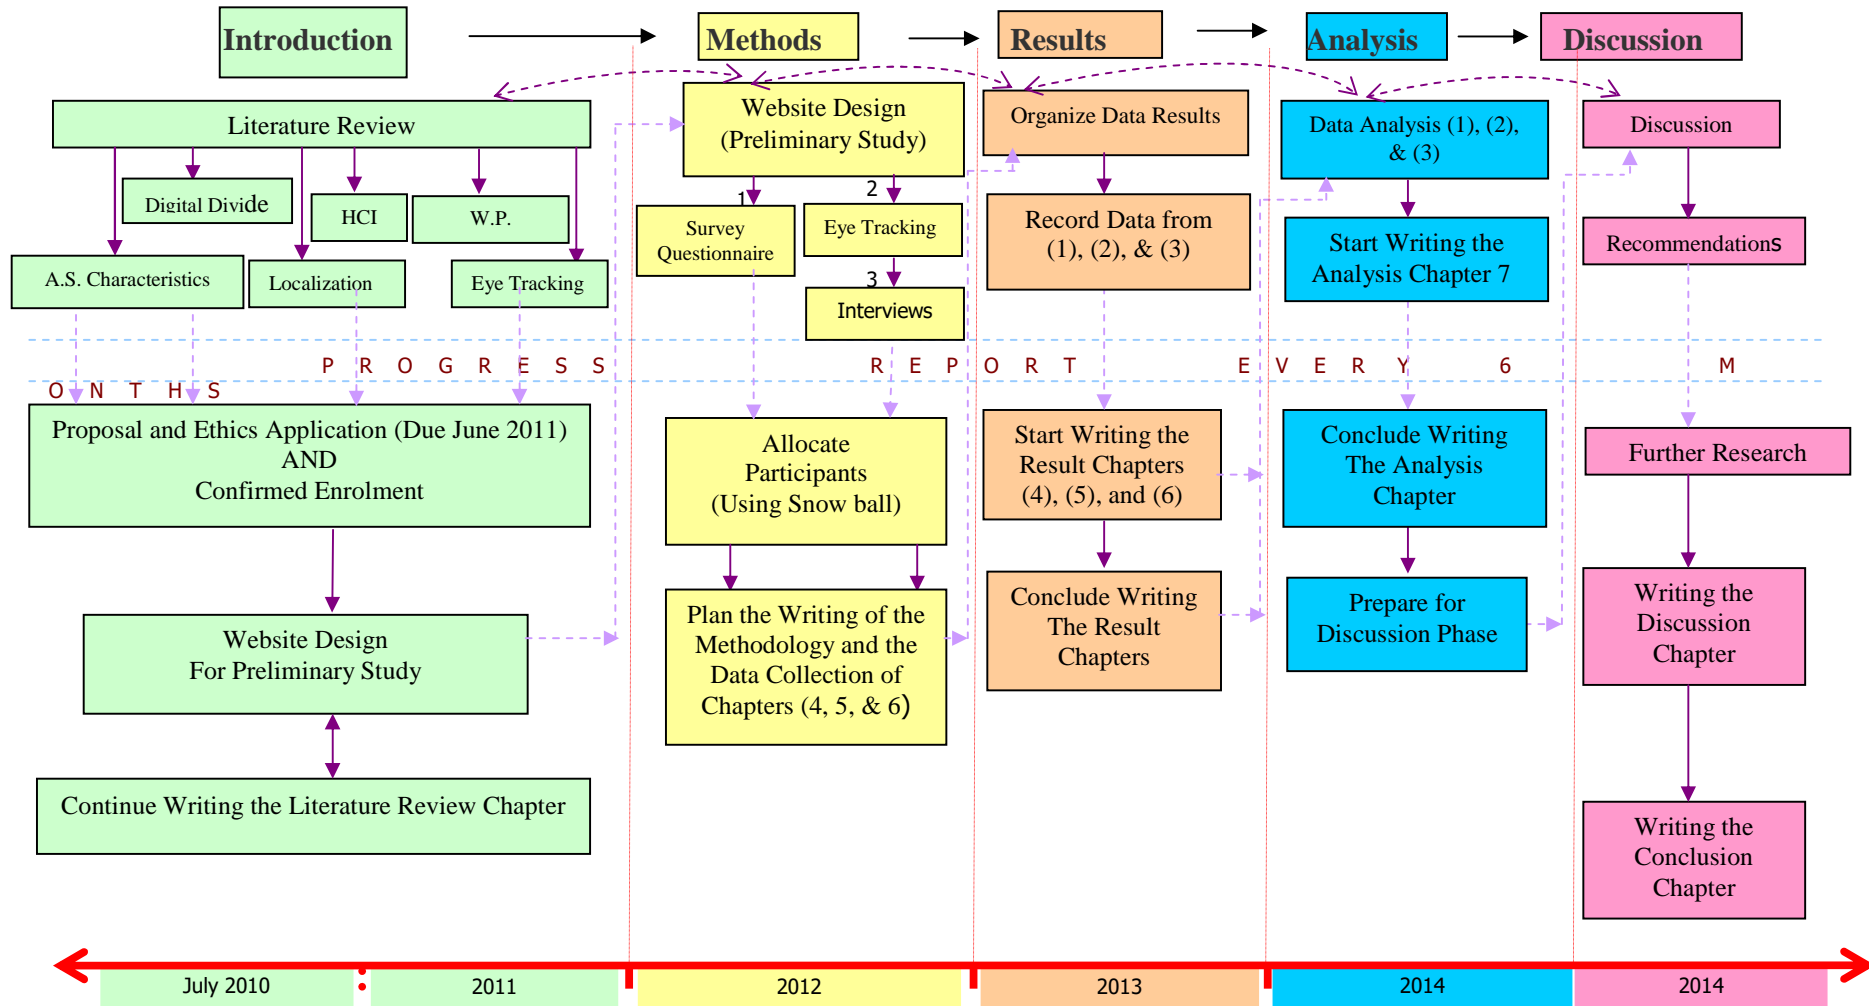 Introduction
Methods
Results
Analysis
Discussion
Literature Review
Digital Divide
HCI
W.P.
A.S. Characteristics
Localization
Eye Tracking
Website Design
(Preliminary Study)
1
2
Survey
Questionnaire
Eye Tracking
3
Interviews
Organize Data Results
Record Data from
(1), (2), & (3)
Data Analysis (1), (2),
& (3)
Start Writing the
Analysis Chapter 7
Discussion
Recommendations
P R O G R E S S R E P O R T E V E R Y 6 M
O N T H S
Proposal and Ethics Application (Due June 2011)
AND
Confirmed Enrolment
Website Design
For Preliminary Study
Continue Writing the Literature Review Chapter
Allocate
Participants
(Using Snow ball)
Plan the Writing of the
Methodology and the
Data Collection of
Chapters (4, 5, & 6)
Start Writing the
Result Chapters
(4), (5), and (6)
Conclude Writing
The Result
Chapters
Conclude Writing
The Analysis
Chapter
Prepare for
Discussion Phase
Further Research
Writing the
Discussion
Chapter
Writing the
Conclusion
Chapter
July 2010
2011
2012
2013
2014
2014